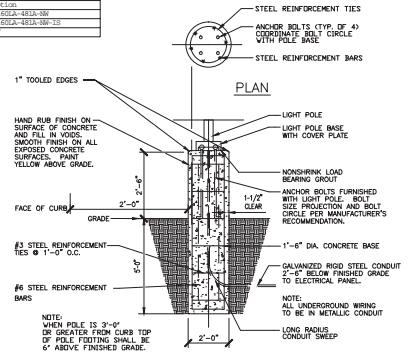 60LA-481A-NW
60LA-481A-NW-IS
STEEL REINFORCEMENT TIES
ANCHOR BOLTS (TYP. OF 4)
COORDINATE BOLT CIRCLE
WITH POLE BASE
STEEL REINFORCEMENT BARS
PLAN
1" TOOLED EDGES
HAND RUB FINISH ON
SURFACE OF CONCRETE
AND FILL IN VOIDS.
SMOOTH FINISH ON ALL
EXPOSED CONCRETE
SURFACES. PAINT
YELLOW ABOVE GRADE.
LIGHT POLE
LIGHT POLE BASE
WITH COVER PLATE
NONSHRINK LOAD
BEARING GROUT
ANCHOR BOLTS FURNISHED
WITH LIGHT POLE. BOLT
SIZE PROJECTION AND BOLT
CIRCLE PER MANUFACTURER'S
RECOMMENDATION.
2'-6"
2'-0"
1-1/2"
CLEAR
FACE OF CURB
GRADE
1'-6" DIA. CONCRETE BASE
#3 STEEL REINFORCEMENT
TIES @ 1'-0" O.C.
5'-0"
GALVANIZED RIGID STEEL CONDUIT
2'-6" BELOW FINISHED GRADE
TO ELECTRICAL PANEL.
#6 STEEL REINFORCEMENT
BARS
NOTE:
ALL UNDERGROUND WIRING
TO BE IN METALLIC CONDUIT
NOTE:
WHEN POLE IS 3'-0"
OR GREATER FROM CURB TOP
OF POLE FOOTING SHALL BE
6" ABOVE FINISHED GRADE.
LONG RADIUS
CONDUIT SWEEP
2'-0"